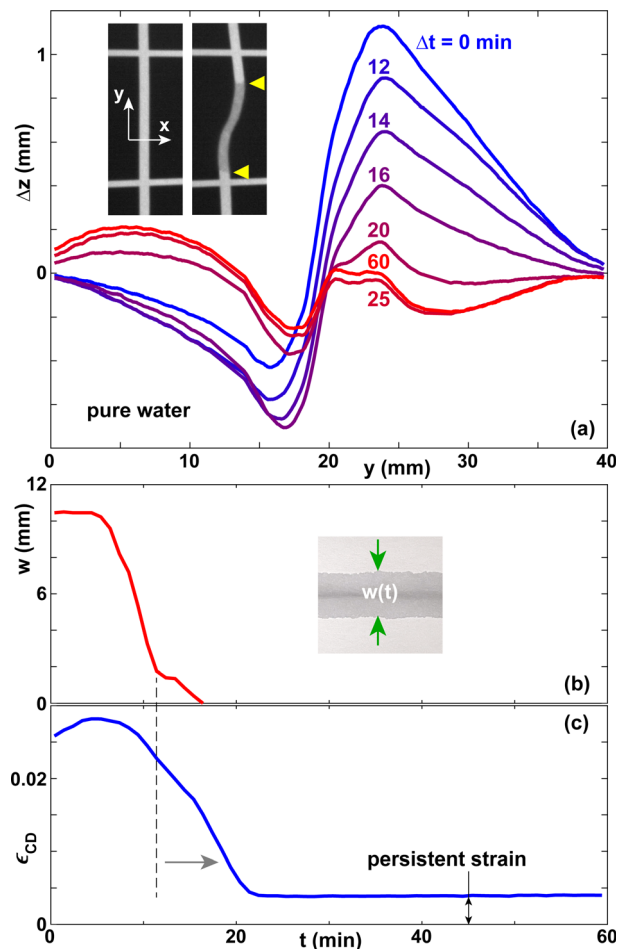 1
Δt = 0 min
12
14
16
20
60
25
y
x
Δz (mm)
0
pure water
(a)
0
10
20
30
40
y (mm)
12
6
0
w (mm)
w(t)
(b)
(c)
0.02
0
ϵCD
persistent strain
0
20
40
60
t (min)